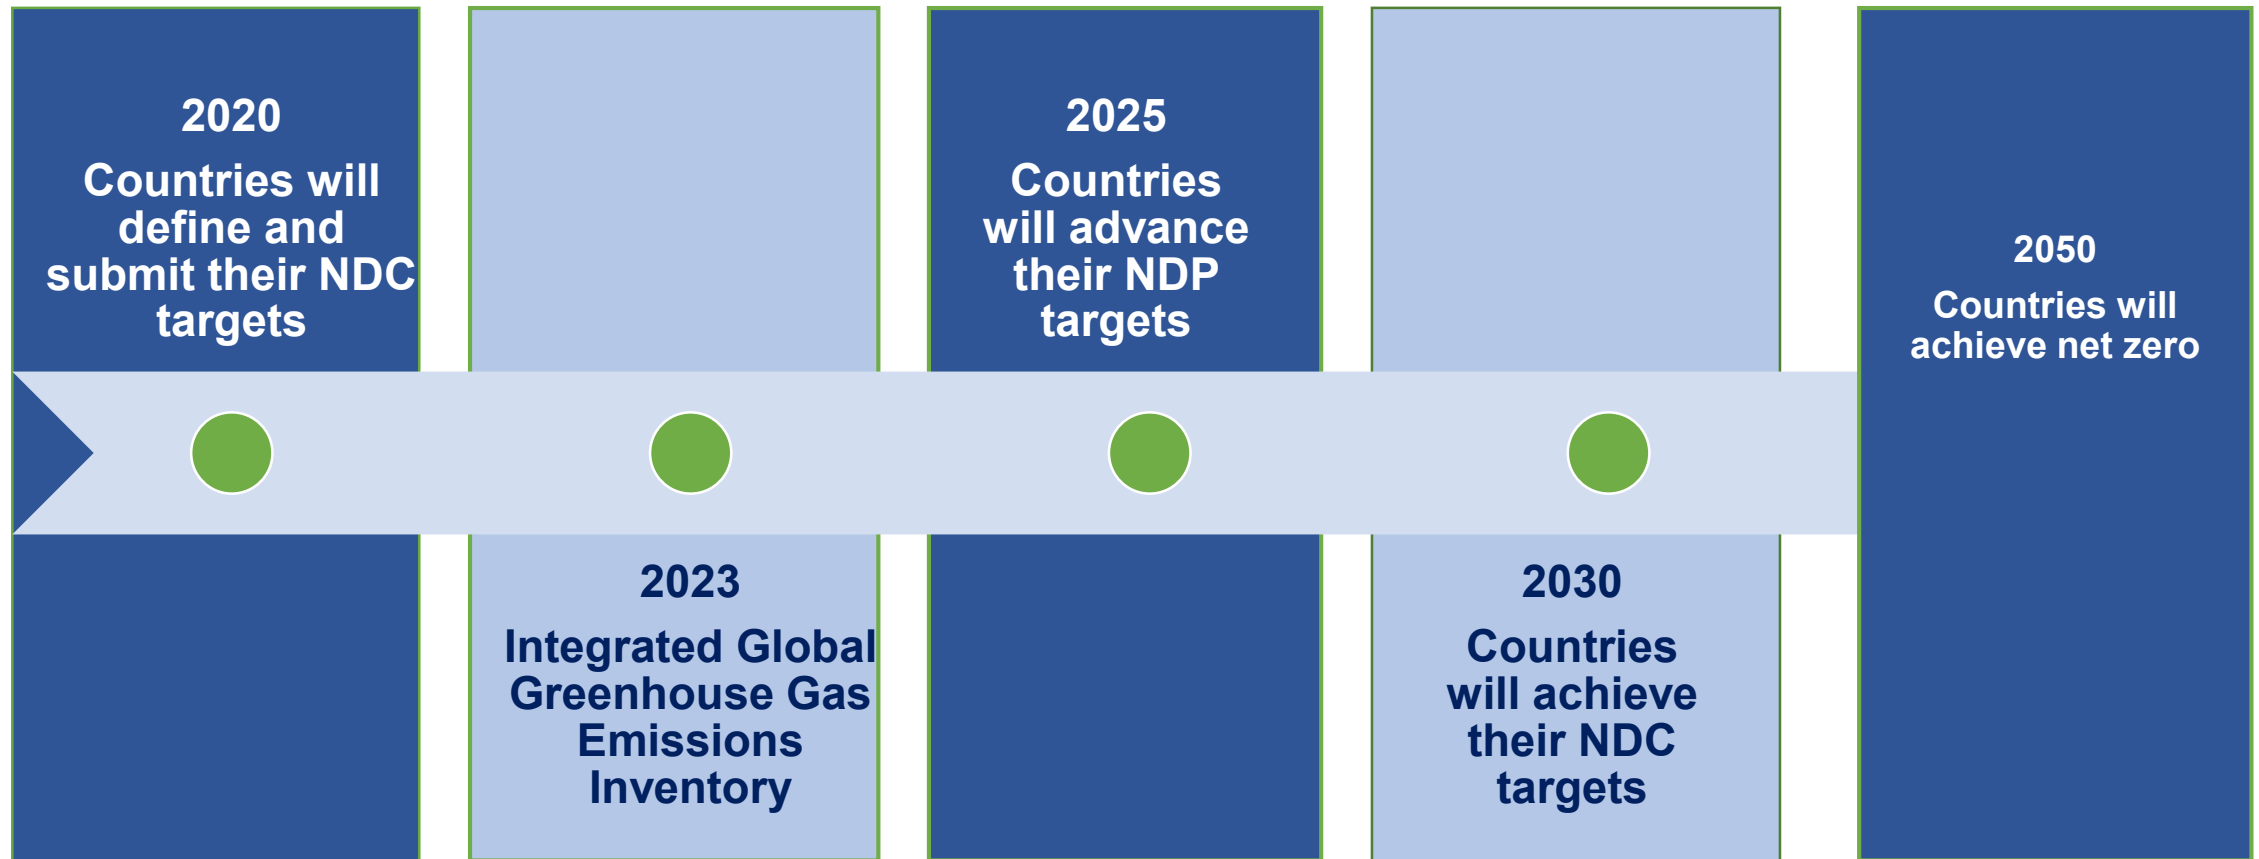 2020
Countries will
define and
submit their NDC
targets
2023
Integrated Global
Greenhouse Gas
Emissions
Inventory
2025
Countries
will advance
their NDP
targets
2030
Countries
will achieve
their NDC
targets
2050
Countries will
achieve net zero